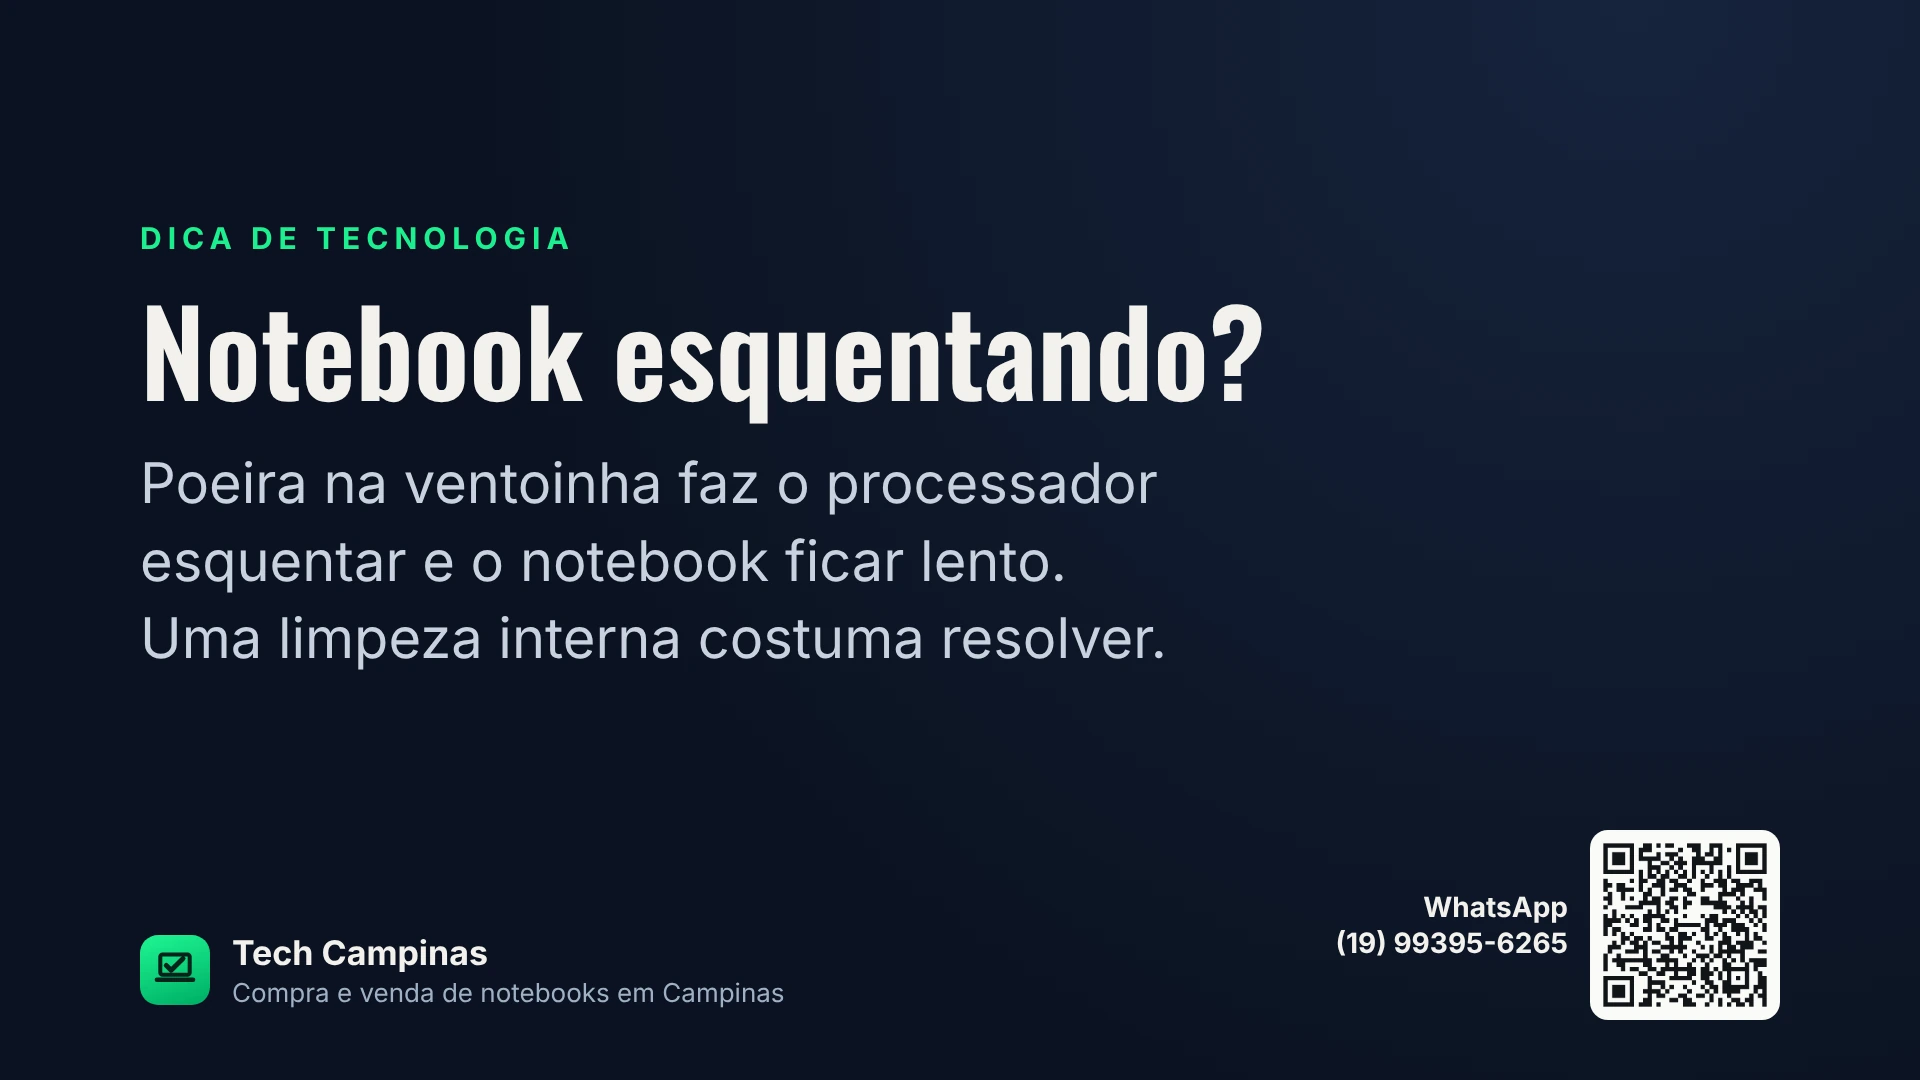 DICA DE TECNOLOGIA
Notebook esquentando?
Poeira na ventoinha faz o processador
esquentar e o notebook ficar lento.
Uma limpeza interna costuma resolver.
WhatsApp
(19) 99395-6265
Tech Campinas
Compra e venda de notebooks em Campinas